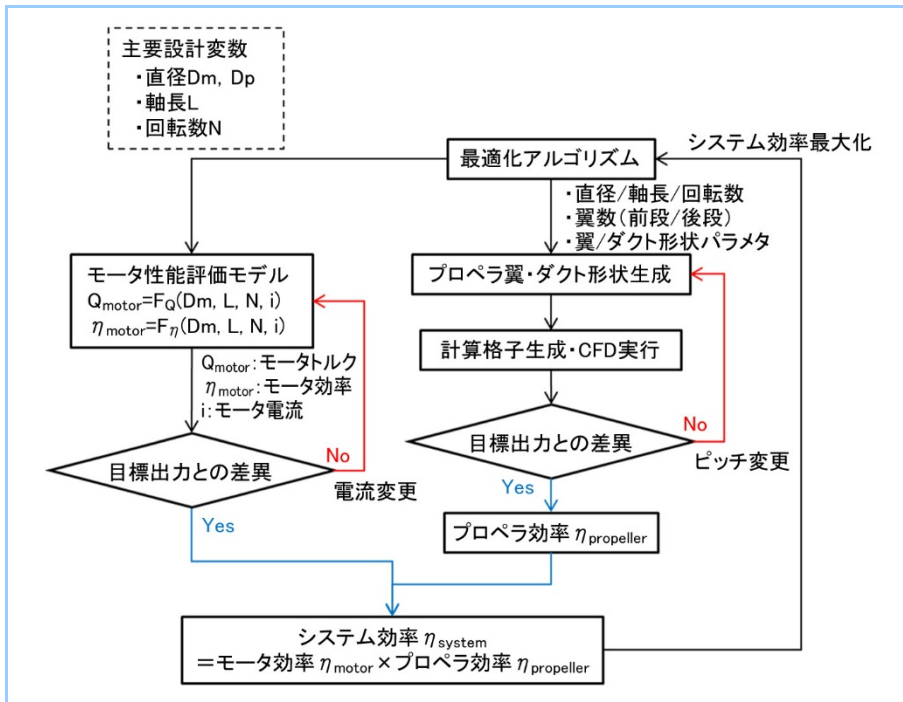 主要設計変数
・直径Dm, Dp
・軸長L
・回転数N
最適化アルゴリズム
システム効率最大化
・直径/軸長/回転数
・翼数(前段/後段)
・翼/ダクト形状パラメタ
モータ性能評価モデル
Qmotor=FQ(Dm, L, N, i)
ηmotor=Fη(Dm, L, N, i)
プロペラ翼・ダクト形状生成
計算格子生成・CFD実行
Qmotor:モータトルク
ηmotor:モータ効率
i:モータ電流
目標出力との差異
No
電流変更
Yes
目標出力との差異
No
ピッチ変更
Yes
プロペラ効率 ηpropeller
システム効率 ηsystem
=モータ効率 ηmotor×プロペラ効率 ηpropeller